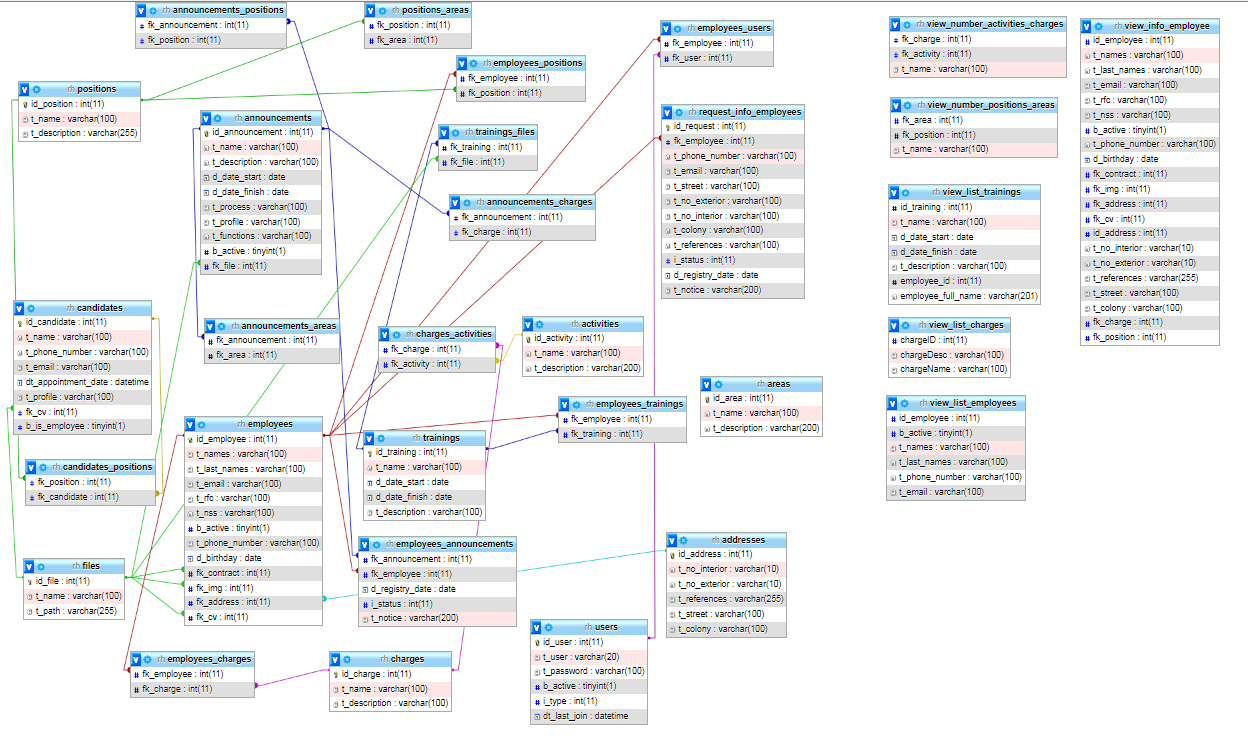 rh announcements_positions
fk_announcement : int(11)
fk_position : int(11)
rh positions_areas
fk_position : int(11)
fk_area : int(11)
rh employees_users
fk_employee : int(11)
fk_user : int(11)
rh view_number_activities_charges
fk_charge : int(11)
fk_activity : int(11)
t_name : varchar(100)
rh view_info_employee
id_employee : int(11)
t_names : varchar(100)
t_last_names : varchar(100)
t_email : varchar(100)
t_rfc : varchar(100)
t_nss : varchar(100)
b_active : tinyint(1)
t_phone_number : varchar(100)
d_birthday : date
fk_contract : int(11)
fk_img : int(11)
fk_address : int(11)
fk_cv : int(11)
id_address : int(11)
t_no_interior : varchar(10)
t_no_exterior : varchar(10)
t_references : varchar(255)
t_street : varchar(100)
t_colony : varchar(100)
fk_charge : int(11)
fk_position : int(11)
rh employees_positions
fk_employee : int(11)
fk_position : int(11)
rh positions
id_position : int(11)
t_name : varchar(100)
t_description : varchar(255)
rh announcements
id_announcement : int(11)
t_name : varchar(100)
t_description : varchar(100)
d_date_start : date
d_date_finish : date
t_process : varchar(100)
t_profile : varchar(100)
t_functions : varchar(100)
b_active : tinyint(1)
fk_file : int(11)
rh trainings_files
fk_training : int(11)
fk_file : int(11)
rh request_info_employees
id_request : int(11)
fk_employee : int(11)
t_phone_number : varchar(100)
t_email : varchar(100)
t_street : varchar(100)
t_no_exterior : varchar(100)
t_no_interior : varchar(100)
t_colony : varchar(100)
t_references : varchar(100)
i_status : int(11)
d_registry_date : date
t_notice : varchar(200)
rh view_number_positions_areas
fk_area : int(11)
fk_position : int(11)
t_name : varchar(100)
rh announcements_charges
fk_announcement : int(11)
fk_charge : int(11)
rh view_list_trainings
id_training : int(11)
t_name : varchar(100)
d_date_start : date
d_date_finish : date
t_description : varchar(100)
employee_id : int(11)
employee_full_name : varchar(201)
rh candidates
id_candidate : int(11)
t_name : varchar(100)
t_phone_number : varchar(100)
t_email : varchar(100)
dt_appointment_date : datetime
t_profile : varchar(100)
fk_cv : int(11)
b_is_employee : tinyint(1)
rh announcements_areas
fk_announcement : int(11)
fk_area : int(11)
rh charges_activities
fk_charge : int(11)
fk_activity : int(11)
rh activities
id_activity : int(11)
t_name : varchar(100)
t_description : varchar(200)
rh view_list_charges
chargeID : int(11)
chargeDesc : varchar(100)
chargeName : varchar(100)
rh areas
id_area : int(11)
t_name : varchar(100)
t_description : varchar(200)
rh view_list_employees
id_employee : int(11)
b_active : tinyint(1)
t_names : varchar(100)
t_last_names : varchar(100)
t_phone_number : varchar(100)
t_email : varchar(100)
rh employees_trainings
fk_employee : int(11)
fk_training : int(11)
rh employees
id_employee : int(11)
t_names : varchar(100)
t_last_names : varchar(100)
t_email : varchar(100)
t_rfc : varchar(100)
t_nss : varchar(100)
b_active : tinyint(1)
t_phone_number : varchar(100)
d_birthday : date
fk_contract : int(11)
fk_img : int(11)
fk_address : int(11)
fk_cv : int(11)
rh trainings
id_training : int(11)
t_name : varchar(100)
d_date_start : date
d_date_finish : date
t_description : varchar(100)
rh candidates_positions
fk_position : int(11)
fk_candidate : int(11)
rh employees_announcements
fk_announcement : int(11)
fk_employee : int(11)
d_registry_date : date
i_status : int(11)
t_notice : varchar(200)
rh addresses
id_address : int(11)
t_no_interior : varchar(10)
t_no_exterior : varchar(10)
t_references : varchar(255)
t_street : varchar(100)
t_colony : varchar(100)
rh files
id_file : int(11)
t_name : varchar(100)
t_path : varchar(255)
rh users
id_user : int(11)
t_user : varchar(20)
t_password : varchar(100)
b_active : tinyint(1)
i_type : int(11)
dt_last_join : datetime
rh employees_charges
fk_employee : int(11)
fk_charge : int(11)
rh charges
id_charge : int(11)
t_name : varchar(100)
t_description : varchar(100)